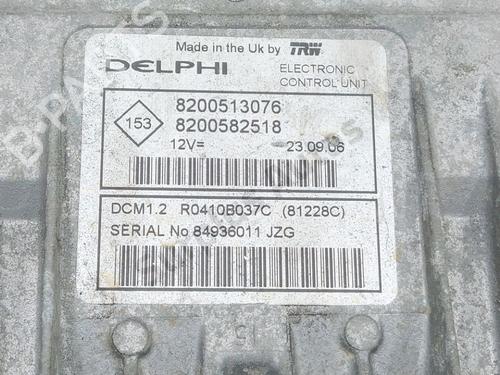 Made in the Uk by TRW
DELPHI
ELECTRONIC
CONTROL UNIT
153
8200513076
8200582518
12V=
23.09.06
DCM1.2 R0410B037C (81228C)
SERIAL No 84936011 JZG
B-PARTS